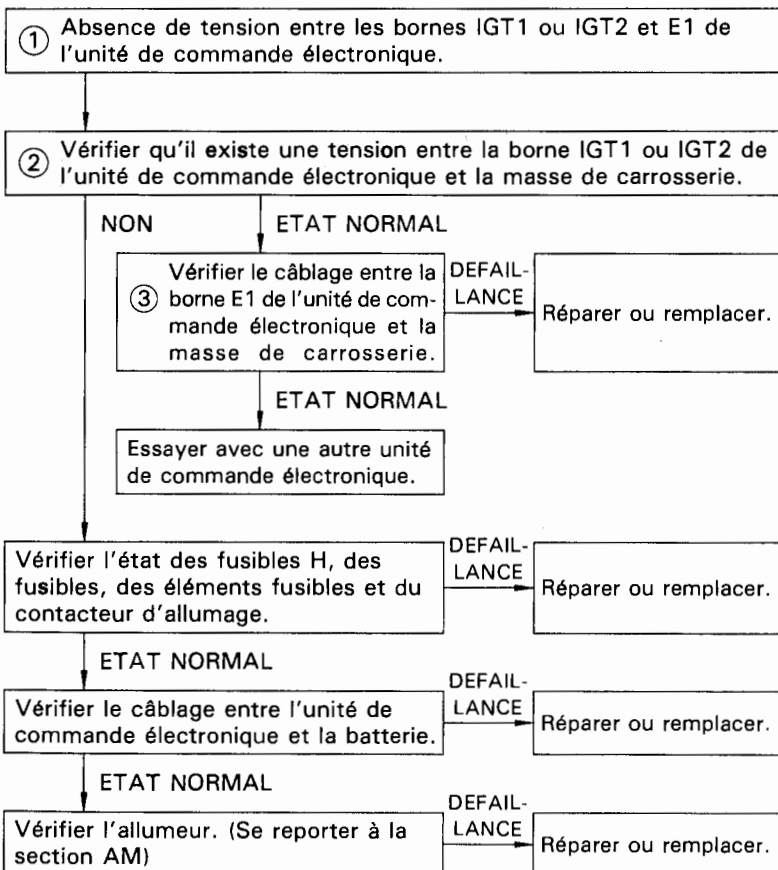 ① Absence de tension entre les bornes IGT1 ou IGT2 et E1 de
l'unité de commande électronique.
② Vérifier qu'il existe une tension entre la borne IGT1 ou IGT2 de
l'unité de commande électronique et la masse de carrosserie.
NON
ETAT NORMAL
③ Vérifier le câblage entre la
borne E1 de l'unité de com-
mande électronique et la
masse de carrosserie.
DEFAIL-
LANCE
Réparer ou remplacer.
ETAT NORMAL
Essayer avec une autre unité
de commande électronique.
Vérifier l'état des fusibles H, des
fusibles, des éléments fusibles et du
contacteur d'allumage.
DEFAIL-
LANCE
Réparer ou remplacer.
ETAT NORMAL
Vérifier le câblage entre l'unité de
commande électronique et la batterie.
DEFAIL-
LANCE
Réparer ou remplacer.
ETAT NORMAL
Vérifier l'allumeur. (Se reporter à la
section AM)
DEFAIL-
LANCE
Réparer ou remplacer.